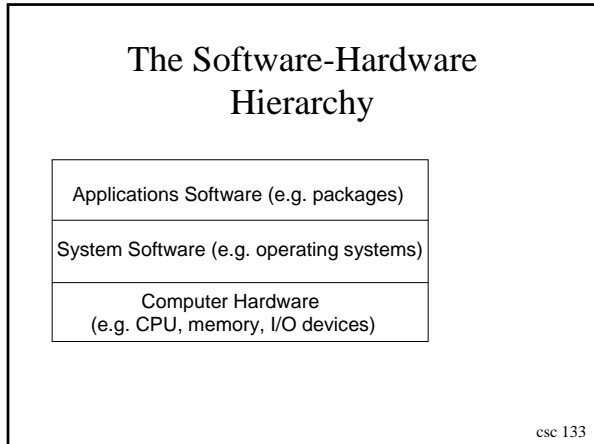 The Software-Hardware
Hierarchy
Applications Software (e.g. packages)
System Software (e.g. operating systems)
Computer Hardware
(e.g. CPU, memory, I/O devices)
csc 133